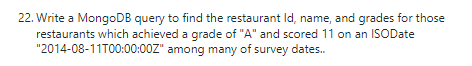 22. Write a MongoDB query to find the restaurant Id, name, and grades for those
restaurants which achieved a grade of "A" and scored 11 on an ISODate
"2014-08-11T00:00:00Z" among many of survey dates..